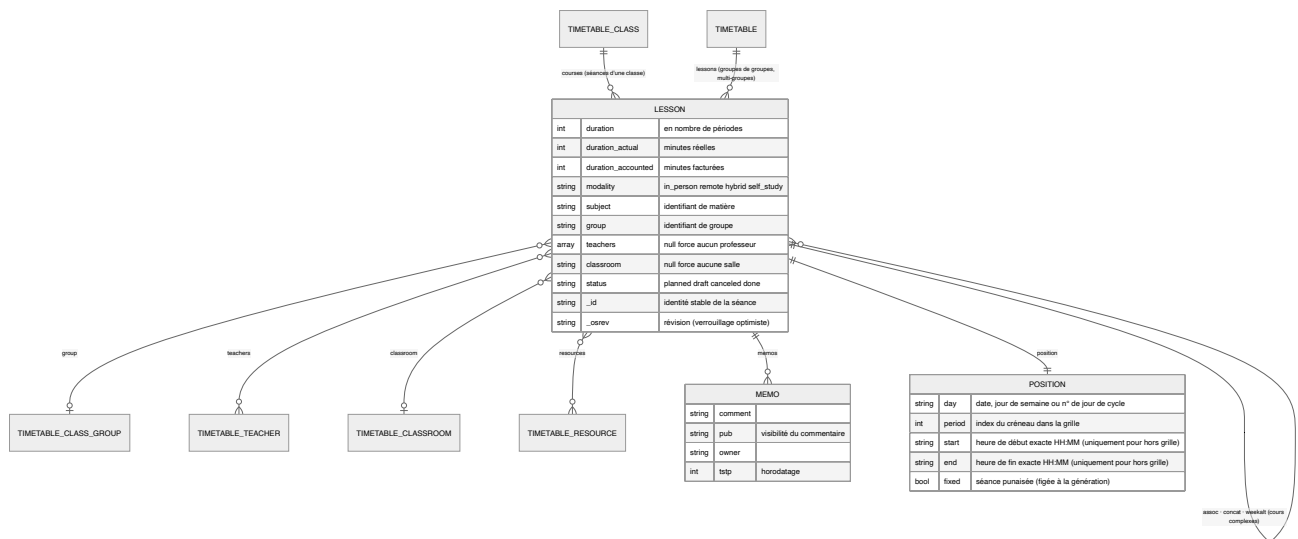 TIMETABLE_CLASS
TIMETABLE
courses (séances d'une classe)
lessons (groupes de groupes,
multi-groupes)
LESSON
int duration en nombre de périodes
int duration_actual minutes réelles
int duration_accounted minutes facturées
string modality in_person remote hybrid self_study
string subject identifiant de matière
string group identifiant de groupe
array teachers null force aucun professeur
string classroom null force aucune salle
string status planned draft canceled done
string _id identité stable de la séance
string _osrev révision (verrouillage optimiste)
group
teachers
classroom
resources
memos
position
TIMETABLE_CLASS_GROUP
TIMETABLE_TEACHER
TIMETABLE_CLASSROOM
TIMETABLE_RESOURCE
MEMO
string comment
string pub visibilité du commentaire
string owner
int tstp horodatage
POSITION
string day date, jour de semaine ou n° de jour de cycle
int period index du créneau dans la grille
string start heure de début exacte HH:MM (uniquement pour hors grille)
string end heure de fin exacte HH:MM (uniquement pour hors grille)
bool fixed séance punaisée (figée à la génération)
assoc · concat · weekalt (cours
complexes)